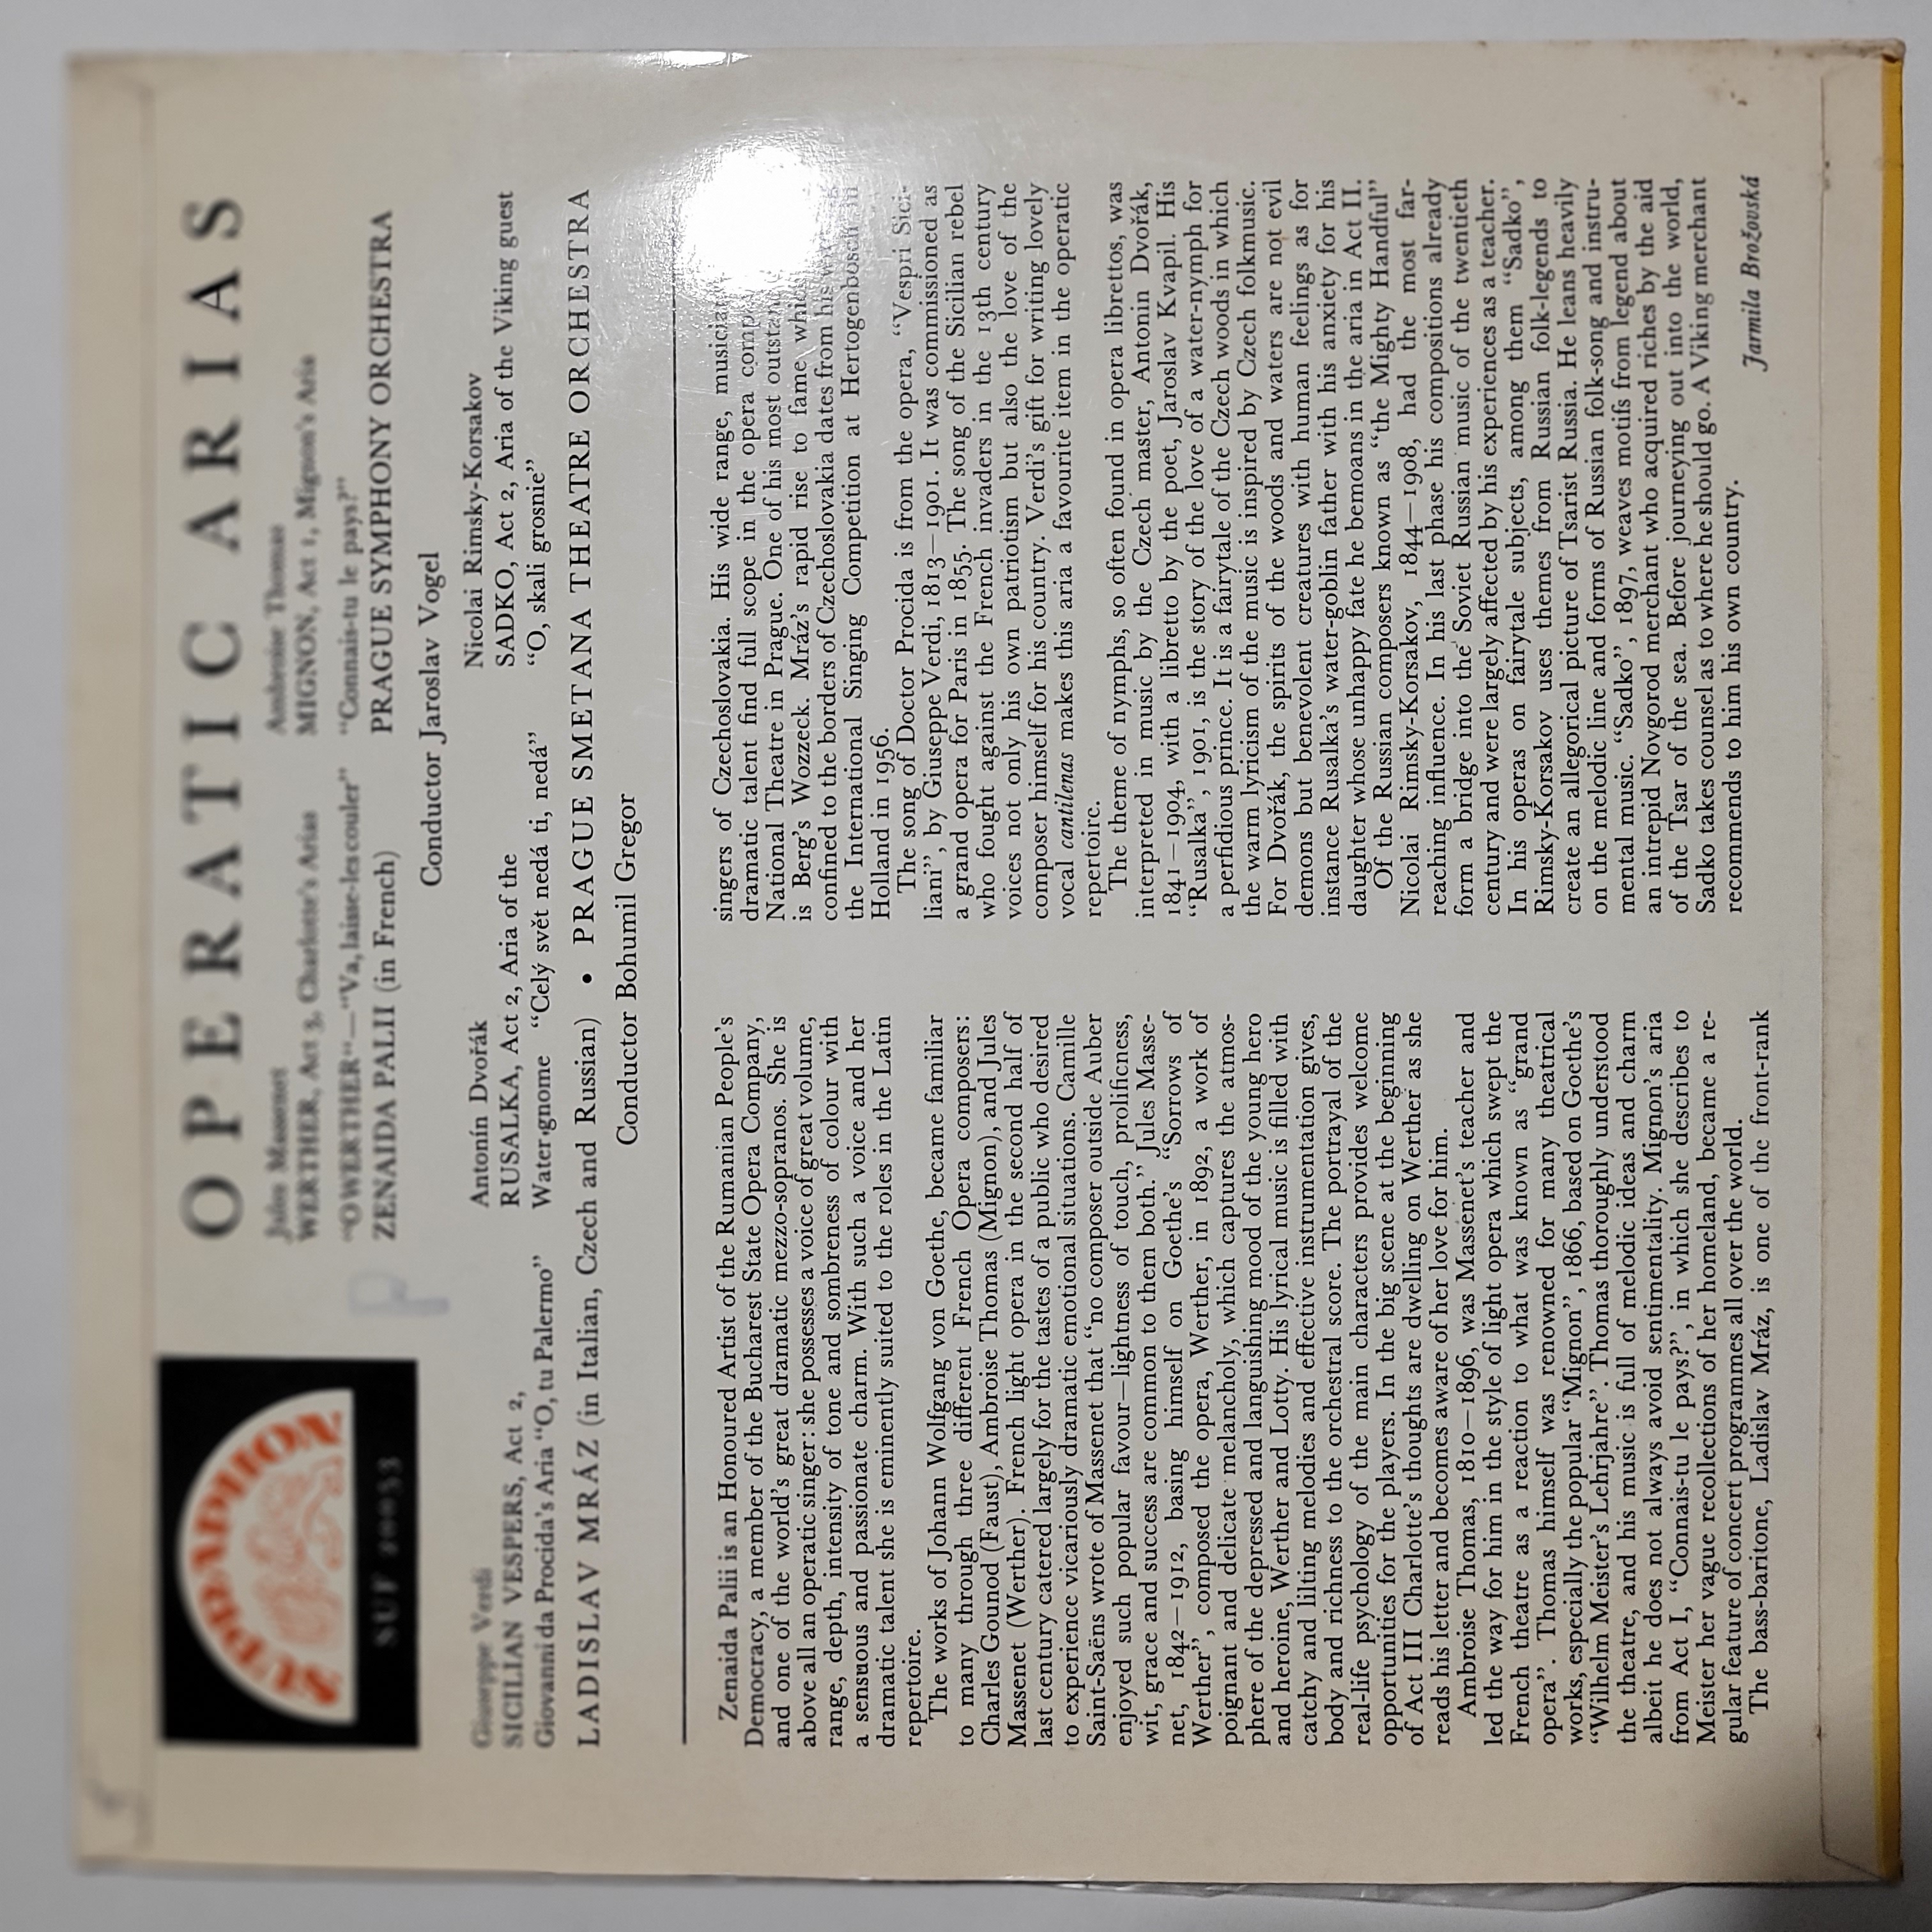 SUPRAPHON
SUF 20053
OPERATIC ARIAS
Jules Massenet
WERTHER, Act 3, Charlotte's Arias
"O WERTHER"—"Va, laisse-les couler"
ZENAIDA PALII (in French)
Ambroise Thomas
MIGNON, Act 1, Mignon's Aria
"Connais-tu le pays?"
PRAGUE SYMPHONY ORCHESTRA
Conductor Jaroslav Vogel
Giuseppe Verdi
SICILIAN VESPERS, Act 2,
Giovanni da Procida's Aria "O, tu Palermo"
Antonín Dvořák
RUSALKA, Act 2, Aria of the
Water-gnome "Celý svět nedá ti, nedá"
Nicolai Rimsky-Korsakov
SADKO, Act 2, Aria of the Viking guest
"O, skali grosnie"
LADISLAV MRÁZ (in Italian, Czech and Russian) • PRAGUE SMETANA THEATRE ORCHESTRA
Conductor Bohumil Gregor
Zenaida Palii is an Honoured Artist of the Rumanian People's
Democracy, a member of the Bucharest State Opera Company,
and one of the world's great dramatic mezzo-sopranos. She is
above all an operatic singer: she possesses a voice of great volume,
range, depth, intensity of tone and sombreness of colour with
a sensuous and passionate charm. With such a voice and her
dramatic talent she is eminently suited to the roles in the Latin
repertoire.
The works of Johann Wolfgang von Goethe, became familiar
to many through three different French Opera composers:
Charles Gounod (Faust), Ambroise Thomas (Mignon), and Jules
Massenet (Werther). French light opera in the second half of
last century catered largely for the tastes of a public who desired
to experience vicariously dramatic emotional situations. Camille
Saint-Saëns wrote of Massenet that "no composer outside Auber
enjoyed such popular favour—lightness of touch, prolificness,
wit, grace and success are common to them both." Jules Masse-
net, 1842—1912, basing himself on Goethe's "Sorrows of
Werther", composed the opera, Werther, in 1892, a work of
poignant and delicate melancholy, which captures the atmos-
phere of the depressed and languishing mood of the young hero
and heroine, Werther and Lotty. His lyrical music is filled with
catchy and lilting melodies and effective instrumentation gives,
body and richness to the orchestral score. The portrayal of the
real-life psychology of the main characters provides welcome
opportunities for the players. In the big scene at the beginning
of Act III Charlotte's thoughts are dwelling on Werther as she
reads his letter and becomes aware of her love for him.
Ambroise Thomas, 1810—1896, was Massenet's teacher and
led the way for him in the style of light opera which swept the
French theatre as a reaction to what was known as "grand
opera". Thomas himself was renowned for many theatrical
works, especially the popular "Mignon", 1866, based on Goethe's
"Wilhelm Meister's Lehrjahre". Thomas thoroughly understood
the theatre, and his music is full of melodic ideas and charm
albeit he does not always avoid sentimentality. Mignon's aria
from Act I, "Connais-tu le pays?", in which she describes to
Meister her vague recollections of her homeland, became a re-
gular feature of concert programmes all over the world.
The bass-baritone, Ladislav Mráz, is one of the front-rank
singers of Czechoslovakia. His wide range,
dramatic talent find full scope in the opera
National Theatre in Prague. One of his most
is Berg's Wozzeck. Mráz's rapid rise to fame
confined to the borders of Czechoslovakia dates from his
the International Singing Competition at Hertogenbosch in
Holland in 1956.
The song of Doctor Procida is from the opera, "Vespri Sici-
liani", by Giuseppe Verdi, 1813—1901. It was commissioned as
a grand opera for Paris in 1855. The song of the Sicilian rebel
who fought against the French invaders in the 13th century
voices not only his own patriotism but also the love of the
composer himself for his country. Verdi's gift for writing lovely
vocal cantilenas makes this aria a favourite item in the operatic
repertoire.
The theme of nymphs, so often found in opera librettos, was
interpreted in music by the Czech master, Antonin Dvořák,
1841—1904, with a libretto by the poet, Jaroslav Kvapil. His
"Rusalka", 1901, is the story of the love of a water-nymph for
a perfidious prince. It is a fairytale of the Czech woods in which
the warm lyricism of the music is inspired by Czech folkmusic.
For Dvořák, the spirits of the woods and waters are not evil
demons but benevolent creatures with human feelings as for
instance Rusalka's water-goblin father with his anxiety for his
daughter whose unhappy fate he bemoans in the aria in Act II.
Of the Russian composers known as "the Mighty Handful"
Nicolai Rimsky-Korsakov, 1844—1908, had the most far-
reaching influence. In his last phase his compositions already
form a bridge into the Soviet Russian music of the twentieth
century and were largely affected by his experiences as a teacher.
In his operas on fairytale subjects, among them "Sadko",
Rimsky-Korsakov uses themes from Russian folk-legends to
create an allegorical picture of Tsarist Russia. He leans heavily
on the melodic line and forms of Russian folk-song and instru-
mental music. "Sadko", 1897, weaves motifs from legend about
an intrepid Novgorod merchant who acquired riches by the aid
of the Tsar of the sea. Before journeying out into the world,
Sadko takes counsel as to where he should go. A Viking merchant
recommends to him his own country.
Jarmila Brožovská